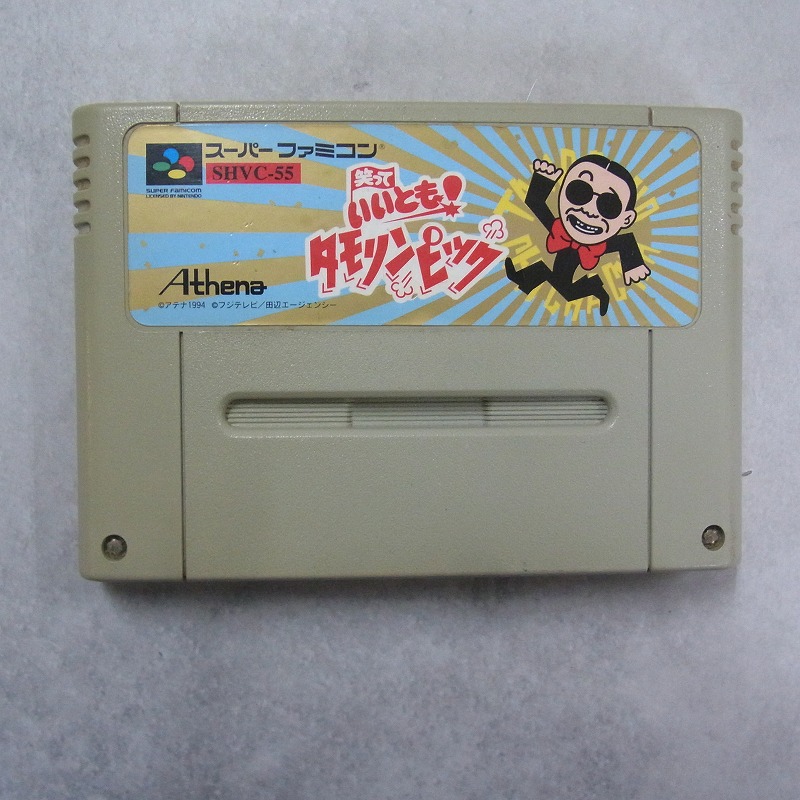 スーパーファミコン®
SHVC-55
SUPER FAMICOM
LICENSED BY NINTENDO
笑って
いいとも!
タモリンピック
Athena
©アテナ1994 ©フジテレビ/田辺エージェンシー